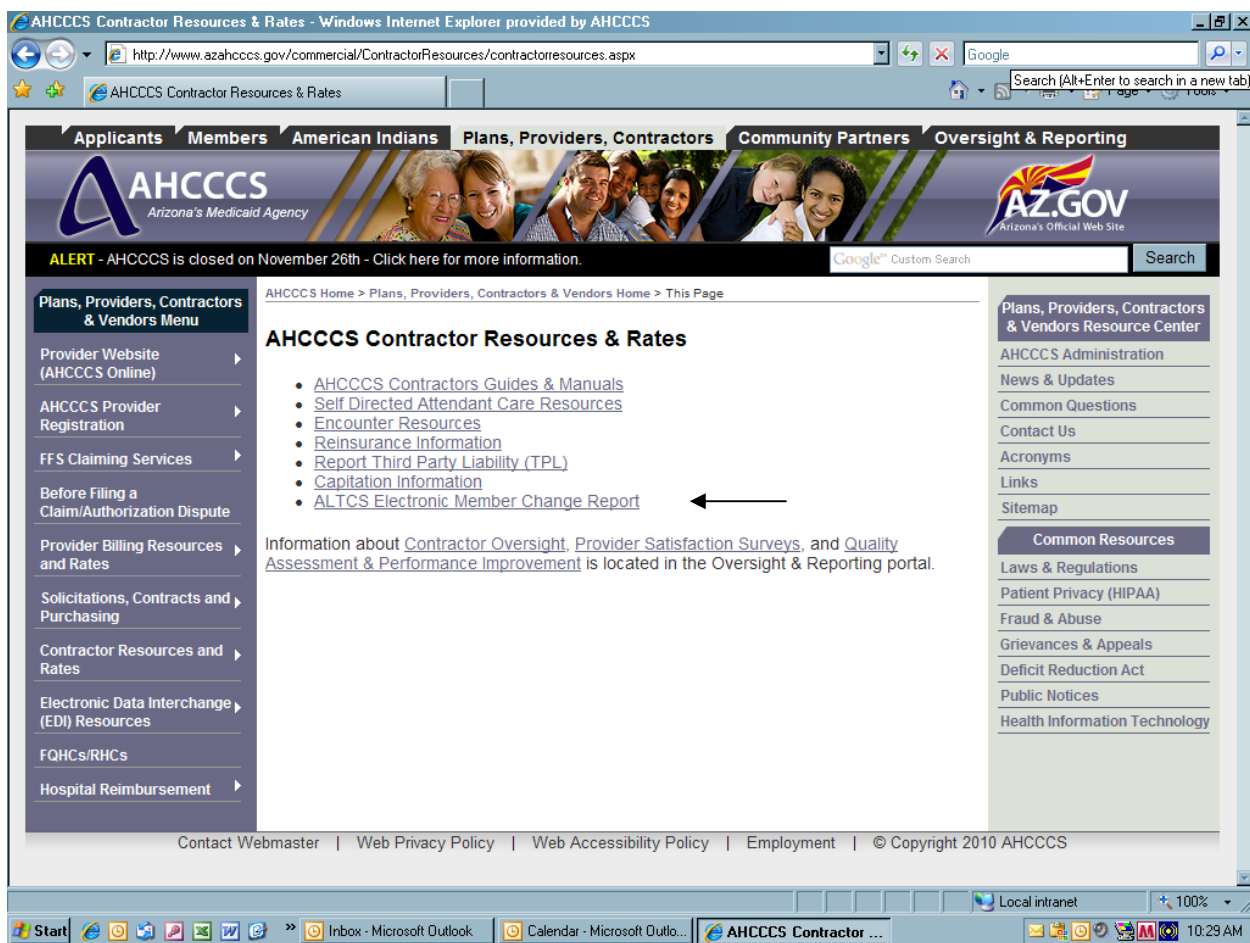 AHCCCS Contractor Resources & Rates - Windows Internet Explorer provided by AHCCCS
http://www.azahcccs.gov/commercial/ContractorResources/contractorresources.aspx
Google
AHCCCS Contractor Resources & Rates
Search (Alt+Enter to search in a new tab)
Page
Tools
Applicants Members American Indians Plans, Providers, Contractors Community Partners Oversight & Reporting
AHCCCS
Arizona's Medicaid Agency
AZ.GOV
Arizona's Official Web Site
ALERT - AHCCCS is closed on November 26th - Click here for more information.
Google™ Custom Search
Search
Plans, Providers, Contractors
& Vendors Menu
Provider Website
(AHCCCS Online)
AHCCCS Provider
Registration
FFS Claiming Services
Before Filing a
Claim/Authorization Dispute
Provider Billing Resources
and Rates
Solicitations, Contracts and
Purchasing
Contractor Resources and
Rates
Electronic Data Interchange
(EDI) Resources
FQHCs/RHCs
Hospital Reimbursement
AHCCCS Home > Plans, Providers, Contractors & Vendors Home > This Page
AHCCCS Contractor Resources & Rates
• AHCCCS Contractors Guides & Manuals
• Self Directed Attendant Care Resources
• Encounter Resources
• Reinsurance Information
• Report Third Party Liability (TPL)
• Capitation Information
• ALTCS Electronic Member Change Report
Information about Contractor Oversight, Provider Satisfaction Surveys, and Quality
Assessment & Performance Improvement is located in the Oversight & Reporting portal.
Plans, Providers, Contractors
& Vendors Resource Center
AHCCCS Administration
News & Updates
Common Questions
Contact Us
Acronyms
Links
Sitemap
Common Resources
Laws & Regulations
Patient Privacy (HIPAA)
Fraud & Abuse
Grievances & Appeals
Deficit Reduction Act
Public Notices
Health Information Technology
Contact Webmaster | Web Privacy Policy | Web Accessibility Policy | Employment | © Copyright 2010 AHCCCS
Local intranet
100%
Start
Inbox - Microsoft Outlook
Calendar - Microsoft Outlo...
AHCCCS Contractor ...
10:29 AM